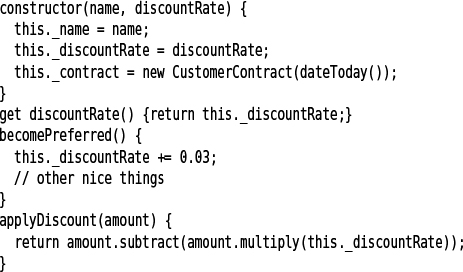 constructor(name, discountRate) {
  this._name = name;
  this._discountRate = discountRate;
  this._contract = new CustomerContract(dateToday());
}
get discountRate() {return this._discountRate;}
becomePreferred() {
  this._discountRate += 0.03;
  // other nice things
}
applyDiscount(amount) {
  return amount.subtract(amount.multiply(this._discountRate));
}